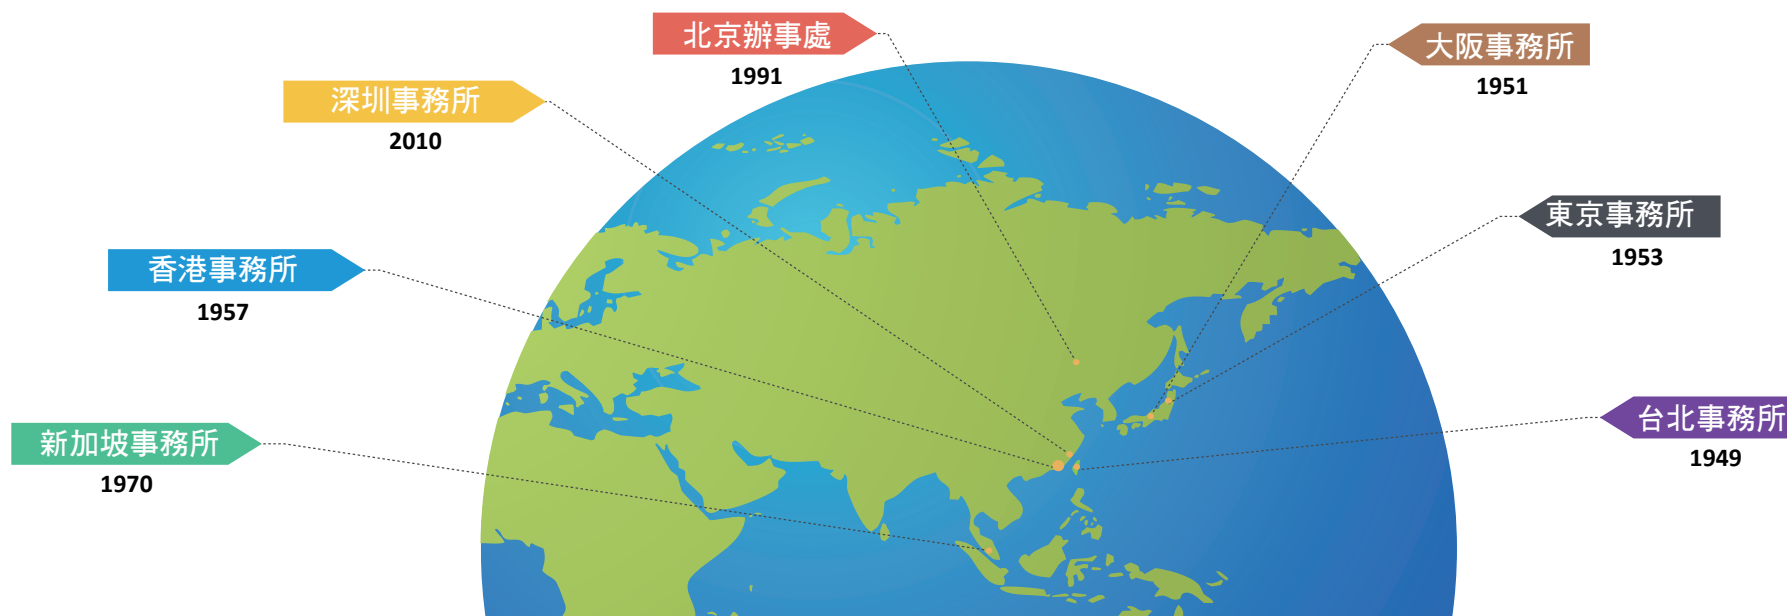 北京辦事處
1991
大阪事務所
1951
深圳事務所
2010
東京事務所
1953
香港事務所
1957
台北事務所
1949
新加坡事務所
1970